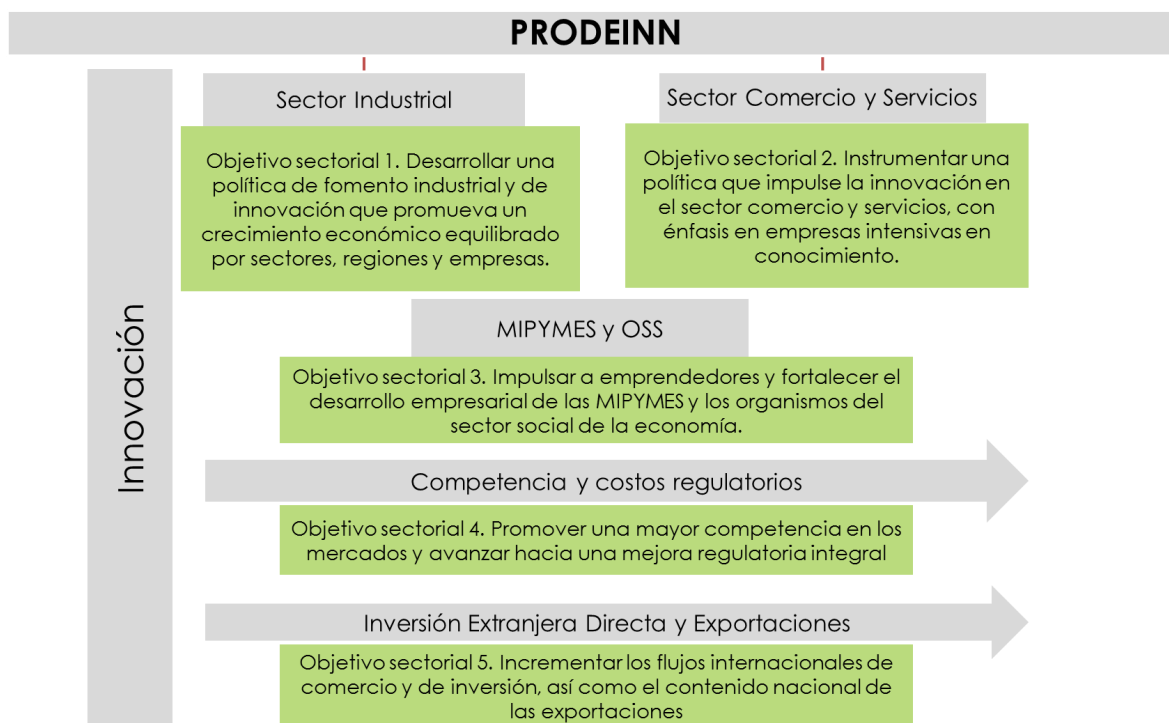 PRODEINN
Sector Industrial
Objetivo sectorial 1. Desarrollar una
política de fomento industrial y de
innovación que promueva un
crecimiento económico equilibrado
por sectores, regiones y empresas.
Sector Comercio y Servicios
Objetivo sectorial 2. Instrumentar una
política que impulse la innovación en
el sector comercio y servicios, con
énfasis en empresas intensivas en
conocimiento.
Innovación
MIPYMES y OSS
Objetivo sectorial 3. Impulsar a emprendedores y fortalecer el
desarrollo empresarial de las MIPYMES y los organismos del
sector social de la economía.
Competencia y costos regulatorios
Objetivo sectorial 4. Promover una mayor competencia en los
mercados y avanzar hacia una mejora regulatoria integral
Inversión Extranjera Directa y Exportaciones
Objetivo sectorial 5. Incrementar los flujos internacionales de
comercio y de inversión, así como el contenido nacional de
las exportaciones